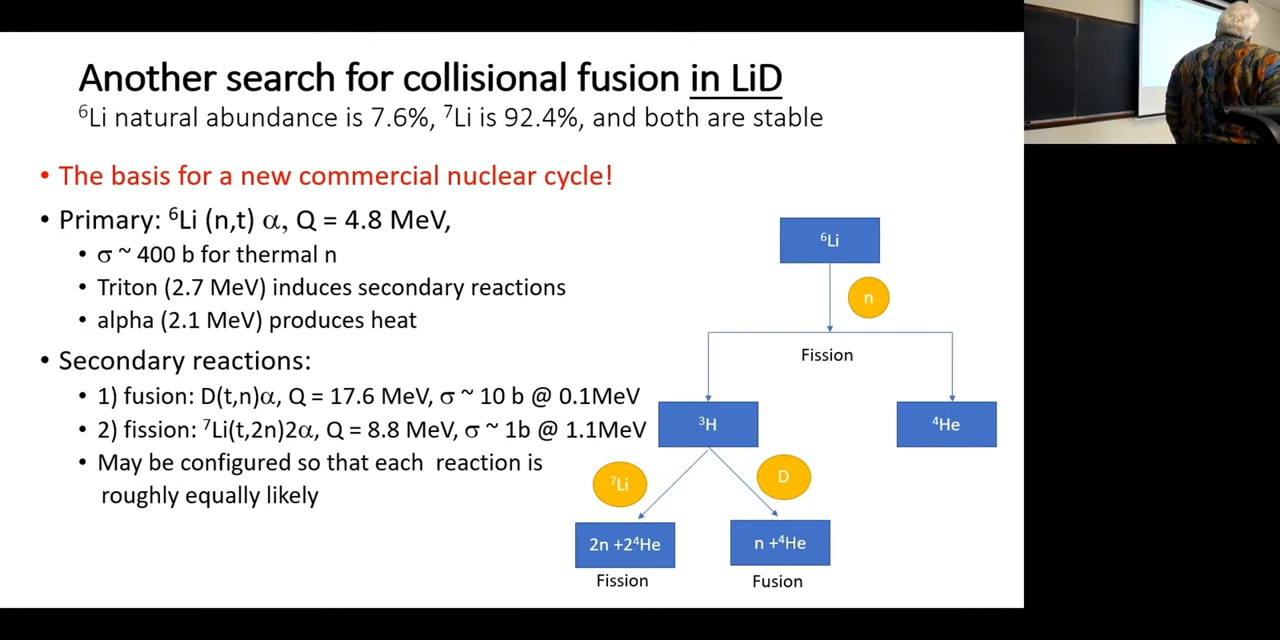 Another search for collisional fusion in LiD
⁶Li natural abundance is 7.6%, ⁷Li is 92.4%, and both are stable
• The basis for a new commercial nuclear cycle!
• Primary: ⁶Li (n,t) α, Q = 4.8 MeV,
• σ ~ 400 b for thermal n
• Triton (2.7 MeV) induces secondary reactions
• alpha (2.1 MeV) produces heat
• Secondary reactions:
• 1) fusion: D(t,n)α, Q = 17.6 MeV, σ ~ 10 b @ 0.1MeV
• 2) fission: ⁷Li(t,2n)2α, Q = 8.8 MeV, σ ~ 1b @ 1.1MeV
• May be configured so that each reaction is
roughly equally likely
⁶Li
n
Fission
³H
⁴He
⁷Li
D
2n +2⁴He
n +⁴He
Fission
Fusion